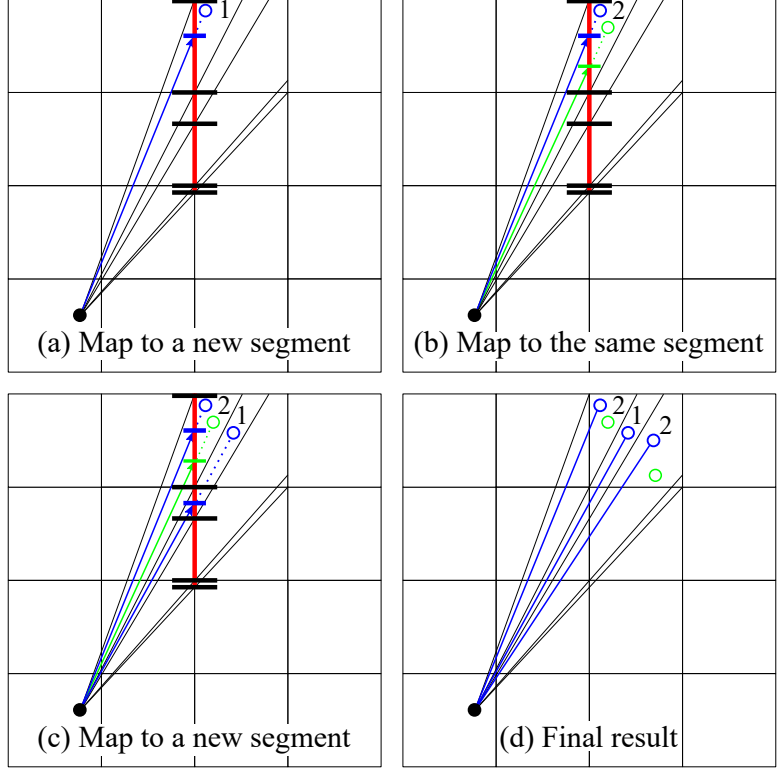 1
2
(a) Map to a new segment
(b) Map to the same segment
2
1
2
1
2
(c) Map to a new segment
(d) Final result